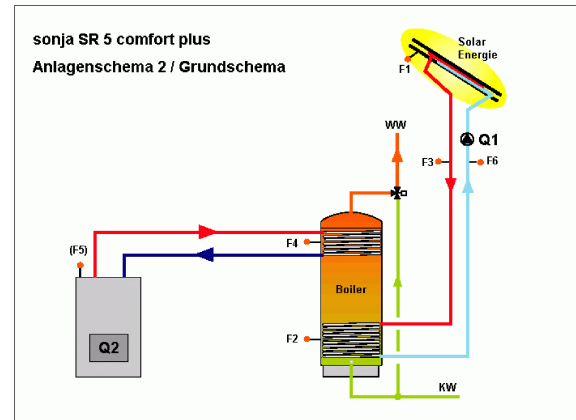 sonja SR 5 comfort plus
Anlagenschema 2 / Grundschema
Solar
Energie
F1
WW
Q1
F3
F6
(F5)
F4
Boiler
Q2
F2
KW